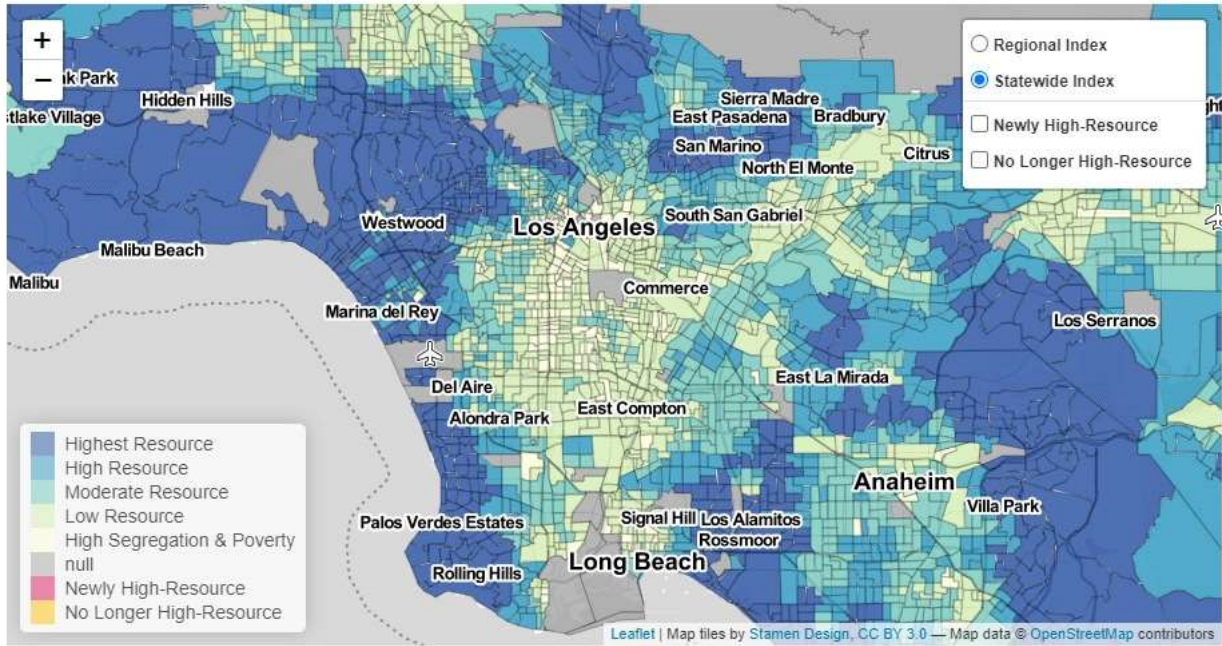 +
−
ak Park
Hidden Hills
stlake Village
Malibu Beach
Malibu
Westwood
Marina del Rey
Los Angeles
Sierra Madre
East Pasadena
Bradbury
San Marino
North El Monte
Citrus
South San Gabriel
Commerce
Los Serranos
Del Aire
Alondra Park
East Compton
East La Mirada
Anaheim
Villa Park
Palos Verdes Estates
Rolling Hills
Signal Hill
Los Alamitos
Rossmoor
Long Beach
Regional Index
Statewide Index
Newly High-Resource
No Longer High-Resource
Highest Resource
High Resource
Moderate Resource
Low Resource
High Segregation & Poverty
null
Newly High-Resource
No Longer High-Resource
Leaflet | Map tiles by Stamen Design, CC BY 3.0 — Map data © OpenStreetMap contributors